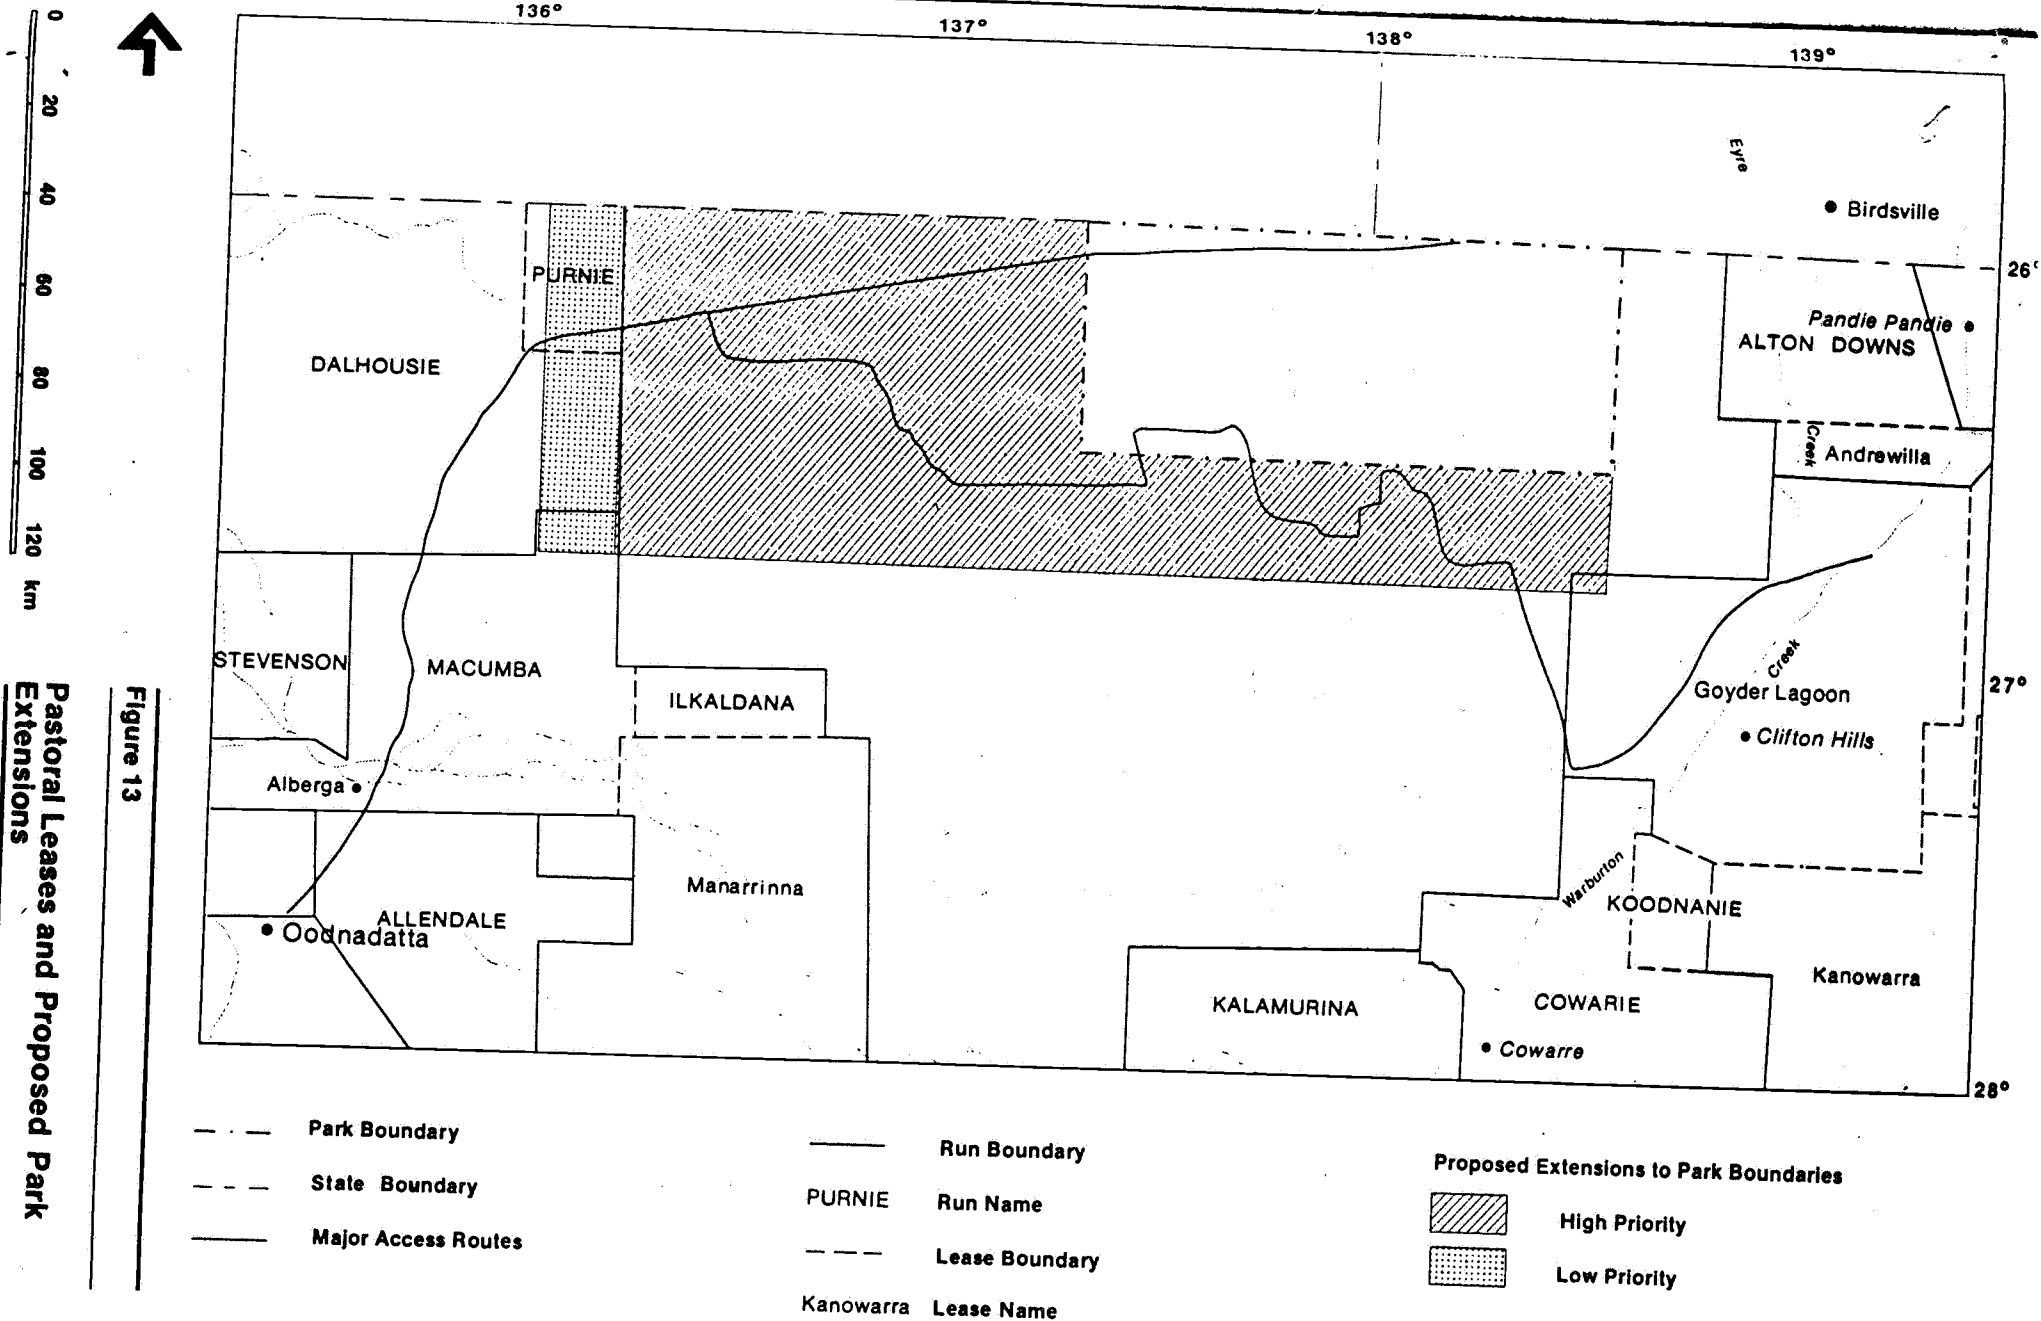 136°
137°
138°
139°
0 20 40 60 80 100 120 km
Eyre
Birdsville
26°
PURNIE
Pandie Pandie
ALTON DOWNS
DALHOUSIE
Creek
Andrewilla
STEVENSON
MACUMBA
ILKALDANA
Creek
Goyder Lagoon
27°
Clifton Hills
Alberga
Manarrinna
Warburton
KOODNANIE
ALLENDALE
Oodnadatta
Kanowarra
KALAMURINA
COWARIE
Cowarre
28°
Figure 13
Pastoral Leases and Proposed Park
Extensions
Park Boundary
State Boundary
Major Access Routes
Run Boundary
PURNIE Run Name
Lease Boundary
Kanowarra Lease Name
Proposed Extensions to Park Boundaries
High Priority
Low Priority